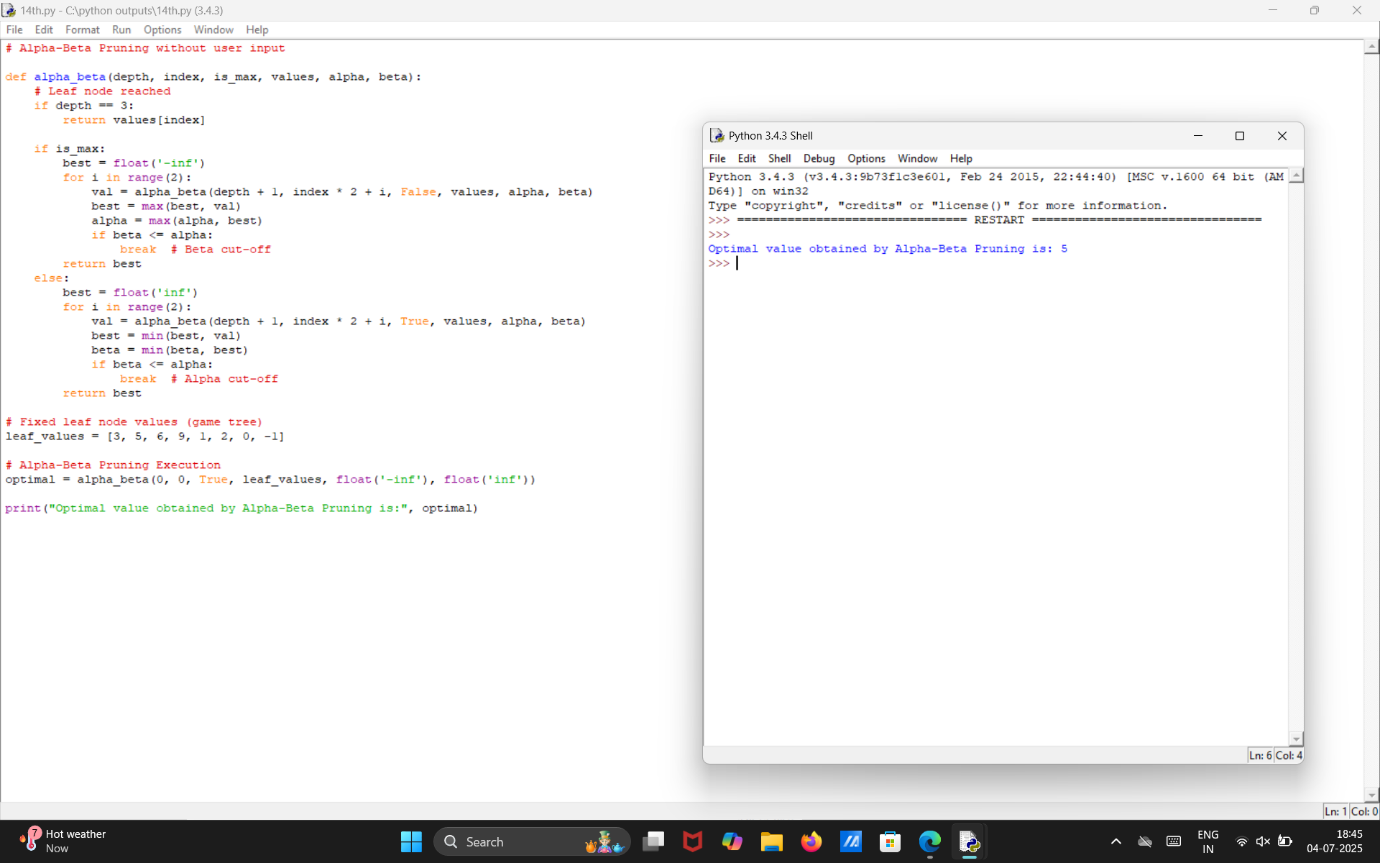 14th.py - C:\python outputs\14th.py (3.4.3)
File Edit Format Run Options Window Help
# Alpha-Beta Pruning without user input

def alpha_beta(depth, index, is_max, values, alpha, beta):
    # Leaf node reached
    if depth == 3:
        return values[index]

    if is_max:
        best = float('-inf')
        for i in range(2):
            val = alpha_beta(depth + 1, index * 2 + i, False, values, alpha, beta)
            best = max(best, val)
            alpha = max(alpha, best)
            if beta <= alpha:
                break  # Beta cut-off
        return best
    else:
        best = float('inf')
        for i in range(2):
            val = alpha_beta(depth + 1, index * 2 + i, True, values, alpha, beta)
            best = min(best, val)
            beta = min(beta, best)
            if beta <= alpha:
                break  # Alpha cut-off
        return best

# Fixed leaf node values (game tree)
leaf_values = [3, 5, 6, 9, 1, 2, 0, -1]

# Alpha-Beta Pruning Execution
optimal = alpha_beta(0, 0, True, leaf_values, float('-inf'), float('inf'))

print("Optimal value obtained by Alpha-Beta Pruning is:", optimal)
Python 3.4.3 Shell
File Edit Shell Debug Options Window Help
Python 3.4.3 (v3.4.3:9b73f1c3e601, Feb 24 2015, 22:44:40) [MSC v.1600 64 bit (AM
D64)] on win32
Type "copyright", "credits" or "license()" for more information.
>>> ================================ RESTART ================================
>>>
Optimal value obtained by Alpha-Beta Pruning is: 5
>>>
Ln: 6 Col: 4
Ln: 1 Col: 0
7
Hot weather
Now
Search
ENG
IN
18:45
04-07-2025